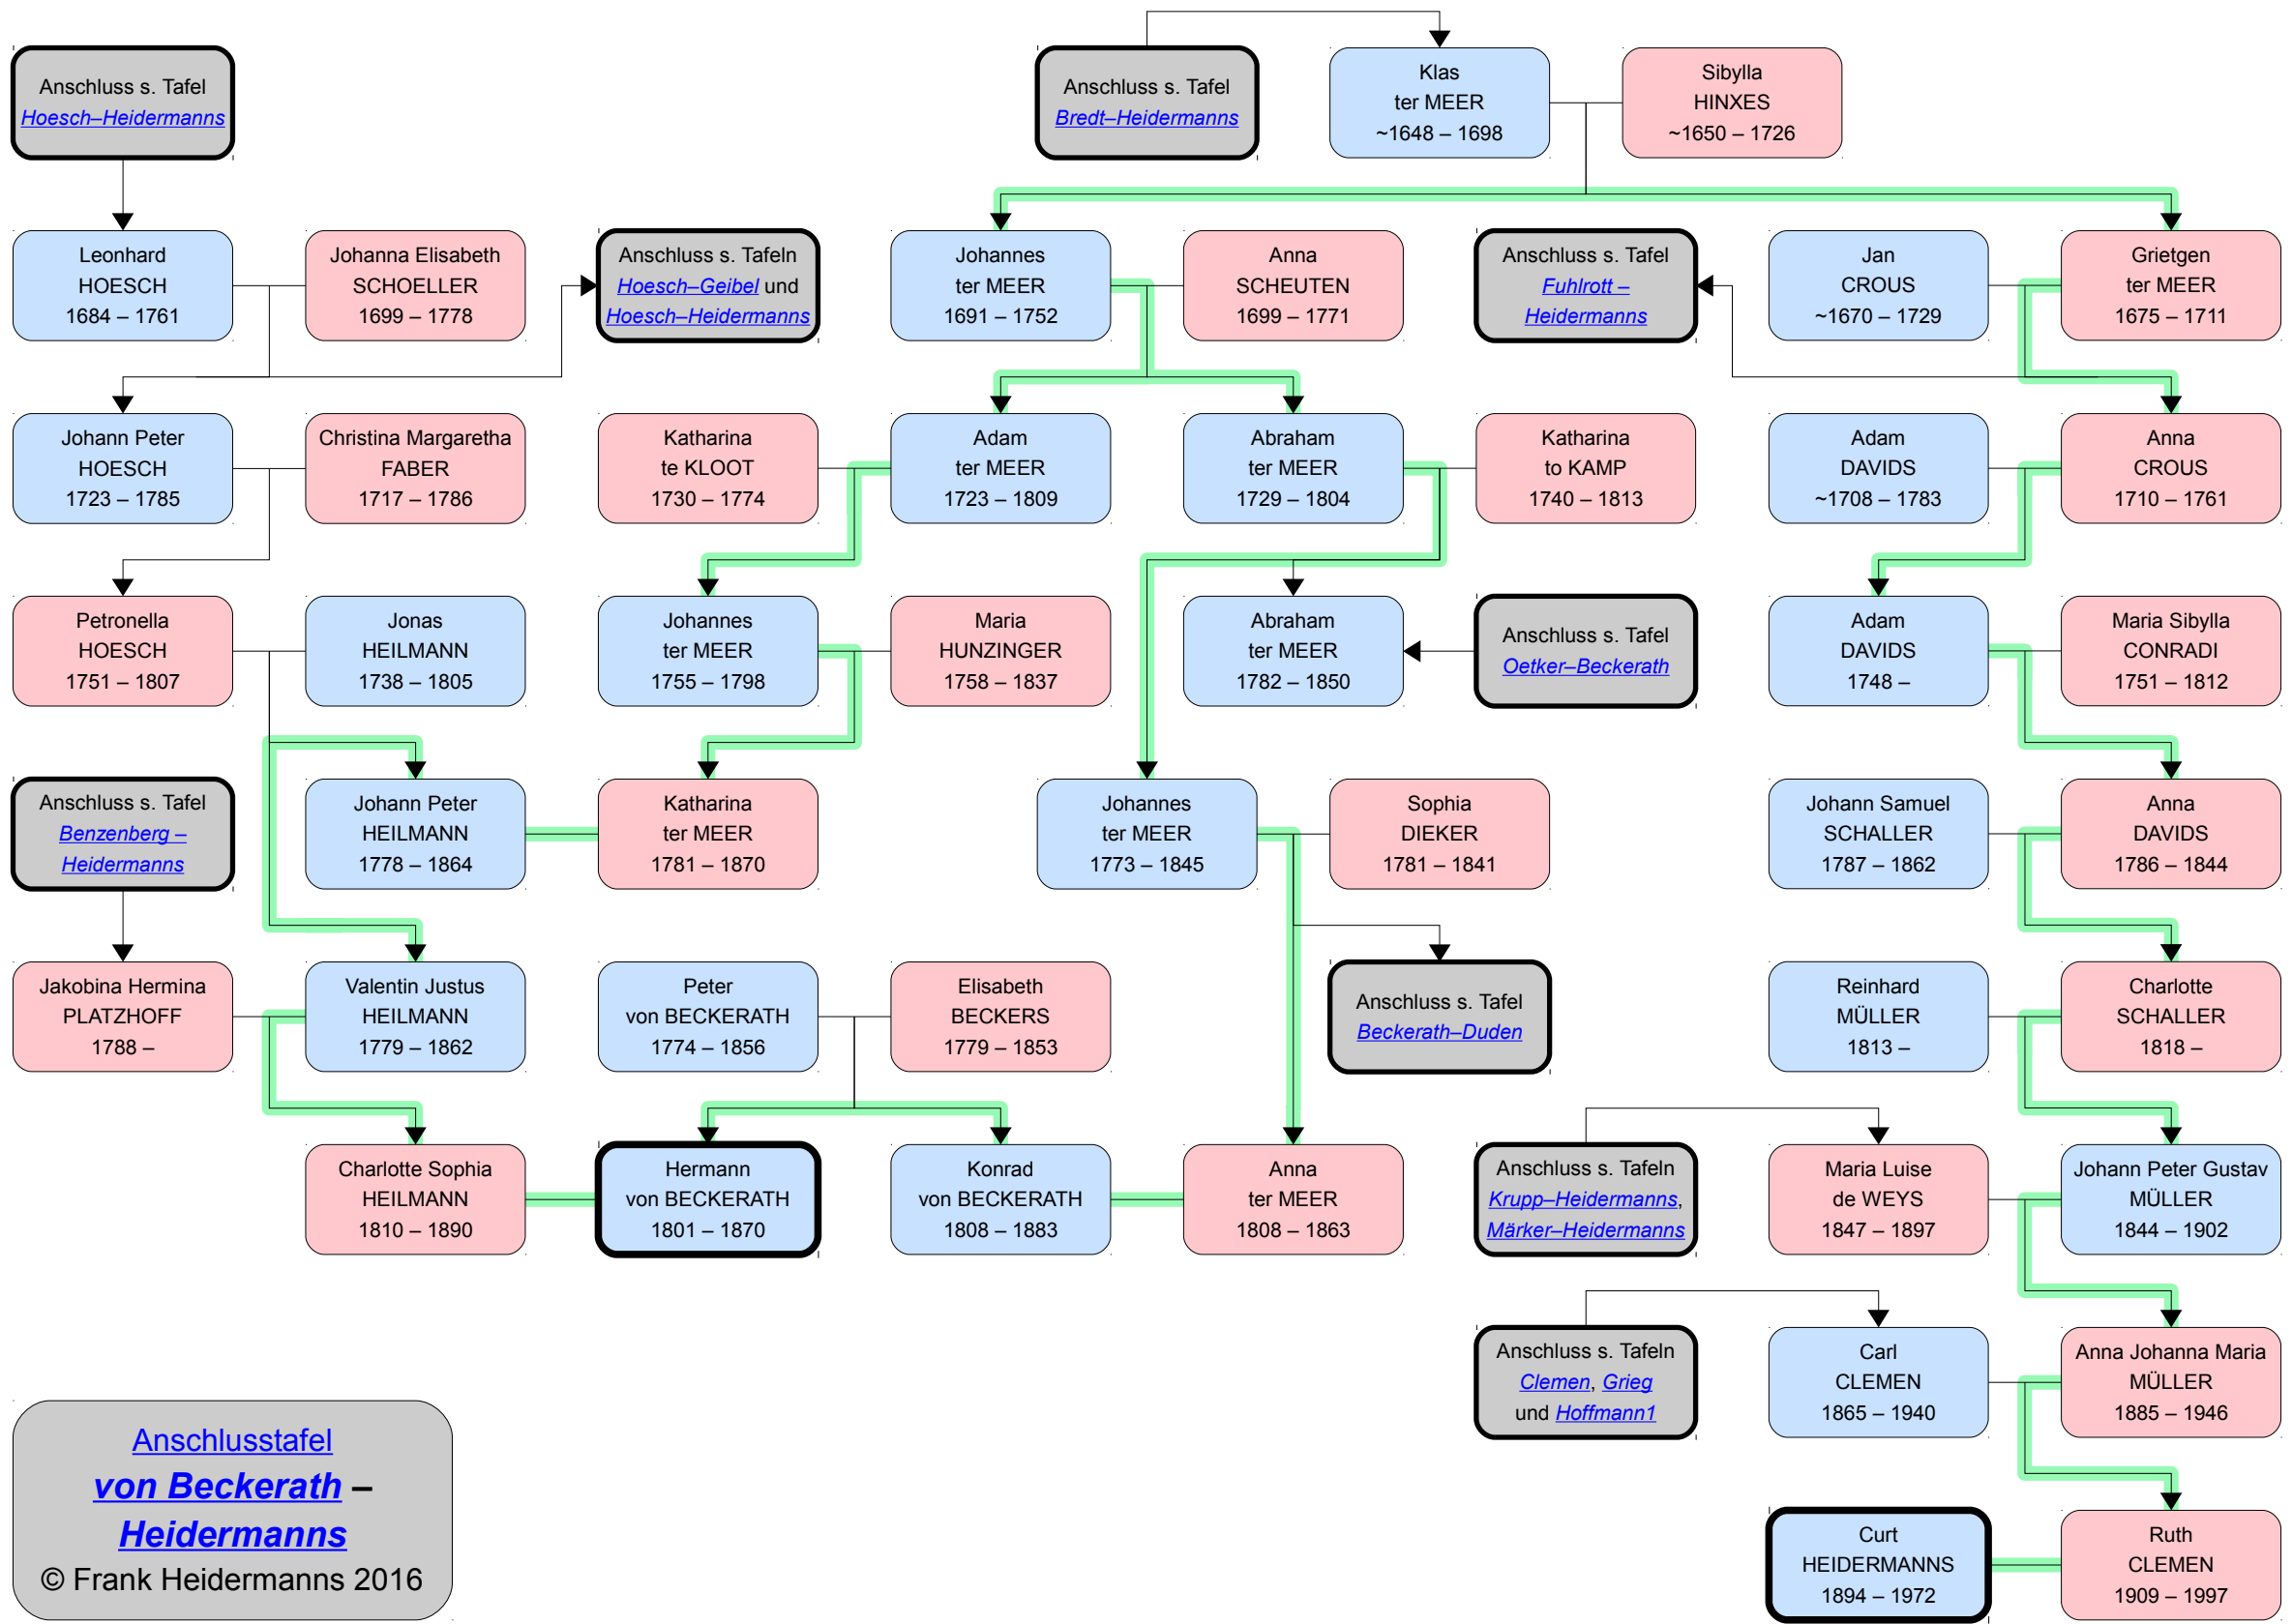 Anschluss s. Tafel
Hoesch–Heidermanns
Anschluss s. Tafel
Bredt–Heidermanns
Klas
ter MEER
~1648 – 1698
Sibylla
HINXES
~1650 – 1726
Leonhard
HOESCH
1684 – 1761
Johanna Elisabeth
SCHOELLER
1699 – 1778
Anschluss s. Tafeln
Hoesch–Geibel und
Hoesch–Heidermanns
Johannes
ter MEER
1691 – 1752
Anna
SCHEUTEN
1699 – 1771
Anschluss s. Tafel
Fuhlrott –
Heidermanns
Jan
CROUS
~1670 – 1729
Grietgen
ter MEER
1675 – 1711
Johann Peter
HOESCH
1723 – 1785
Christina Margaretha
FABER
1717 – 1786
Katharina
te KLOOT
1730 – 1774
Adam
ter MEER
1723 – 1809
Abraham
ter MEER
1729 – 1804
Katharina
to KAMP
1740 – 1813
Adam
DAVIDS
~1708 – 1783
Anna
CROUS
1710 – 1761
Petronella
HOESCH
1751 – 1807
Jonas
HEILMANN
1738 – 1805
Johannes
ter MEER
1755 – 1798
Maria
HUNZINGER
1758 – 1837
Abraham
ter MEER
1782 – 1850
Anschluss s. Tafel
Oetker–Beckerath
Adam
DAVIDS
1748 –
Maria Sibylla
CONRADI
1751 – 1812
Anschluss s. Tafel
Benzenberg –
Heidermanns
Johann Peter
HEILMANN
1778 – 1864
Katharina
ter MEER
1781 – 1870
Johannes
ter MEER
1773 – 1845
Sophia
DIEKER
1781 – 1841
Johann Samuel
SCHALLER
1787 – 1862
Anna
DAVIDS
1786 – 1844
Jakobina Hermina
PLATZHOFF
1788 –
Valentin Justus
HEILMANN
1779 – 1862
Peter
von BECKERATH
1774 – 1856
Elisabeth
BECKERS
1779 – 1853
Anschluss s. Tafel
Beckerath–Duden
Reinhard
MÜLLER
1813 –
Charlotte
SCHALLER
1818 –
Charlotte Sophia
HEILMANN
1810 – 1890
Hermann
von BECKERATH
1801 – 1870
Konrad
von BECKERATH
1808 – 1883
Anna
ter MEER
1808 – 1863
Anschluss s. Tafeln
Krupp–Heidermanns,
Märker–Heidermanns
Maria Luise
de WEYS
1847 – 1897
Johann Peter Gustav
MÜLLER
1844 – 1902
Anschluss s. Tafeln
Clemen, Grieg
und Hoffmann1
Carl
CLEMEN
1865 – 1940
Anna Johanna Maria
MÜLLER
1885 – 1946
Anschlusstafel
von Beckerath –
Heidermanns
© Frank Heidermanns 2016
Curt
HEIDERMANNS
1894 – 1972
Ruth
CLEMEN
1909 – 1997